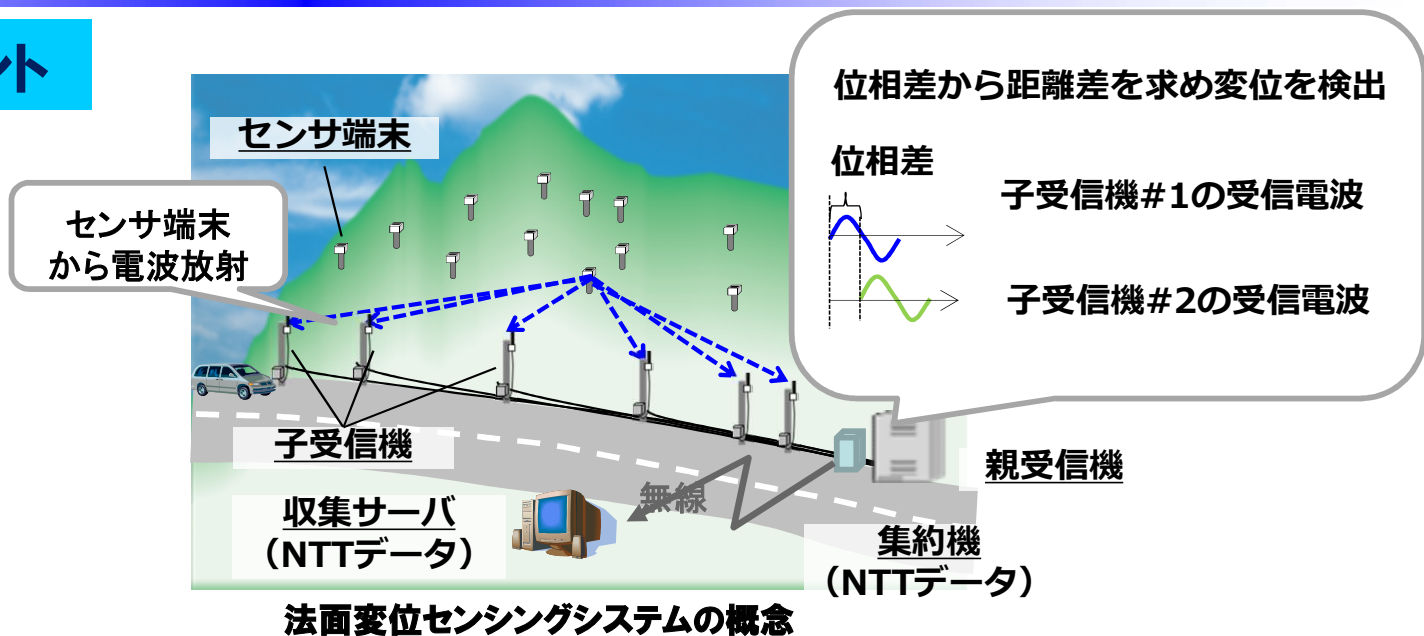 ント
位相差から距離差を求め変位を検出
位相差
子受信機#1の受信電波
子受信機#2の受信電波
センサ端末
センサ端末
から電波放射
子受信機
親受信機
無線
収集サーバ
（NTTデータ）
集約機
（NTTデータ）
法面変位センシングシステムの概念